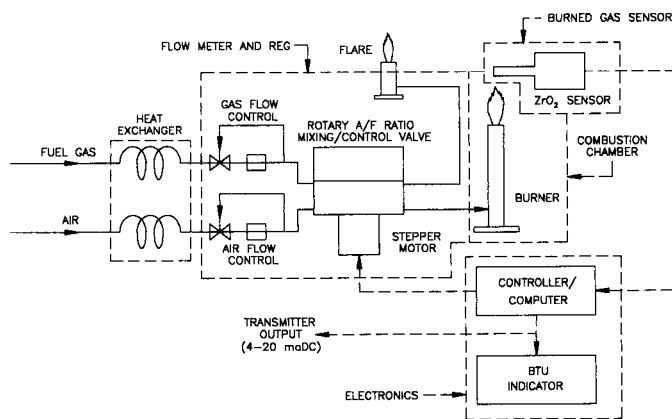 BURNED GAS SENSOR
FLOW METER AND REG
FLARE
ZrO₂ SENSOR
HEAT
EXCHANGER
GAS FLOW
CONTROL
ROTARY A/F RATIO
MIXING/CONTROL VALVE
COMBUSTION
CHAMBER
FUEL GAS
BURNER
AIR
AIR FLOW
CONTROL
STEPPER
MOTOR
CONTROLLER/
COMPUTER
TRANSMITTER
OUTPUT
(4-20 maDC)
BTU
INDICATOR
ELECTRONICS